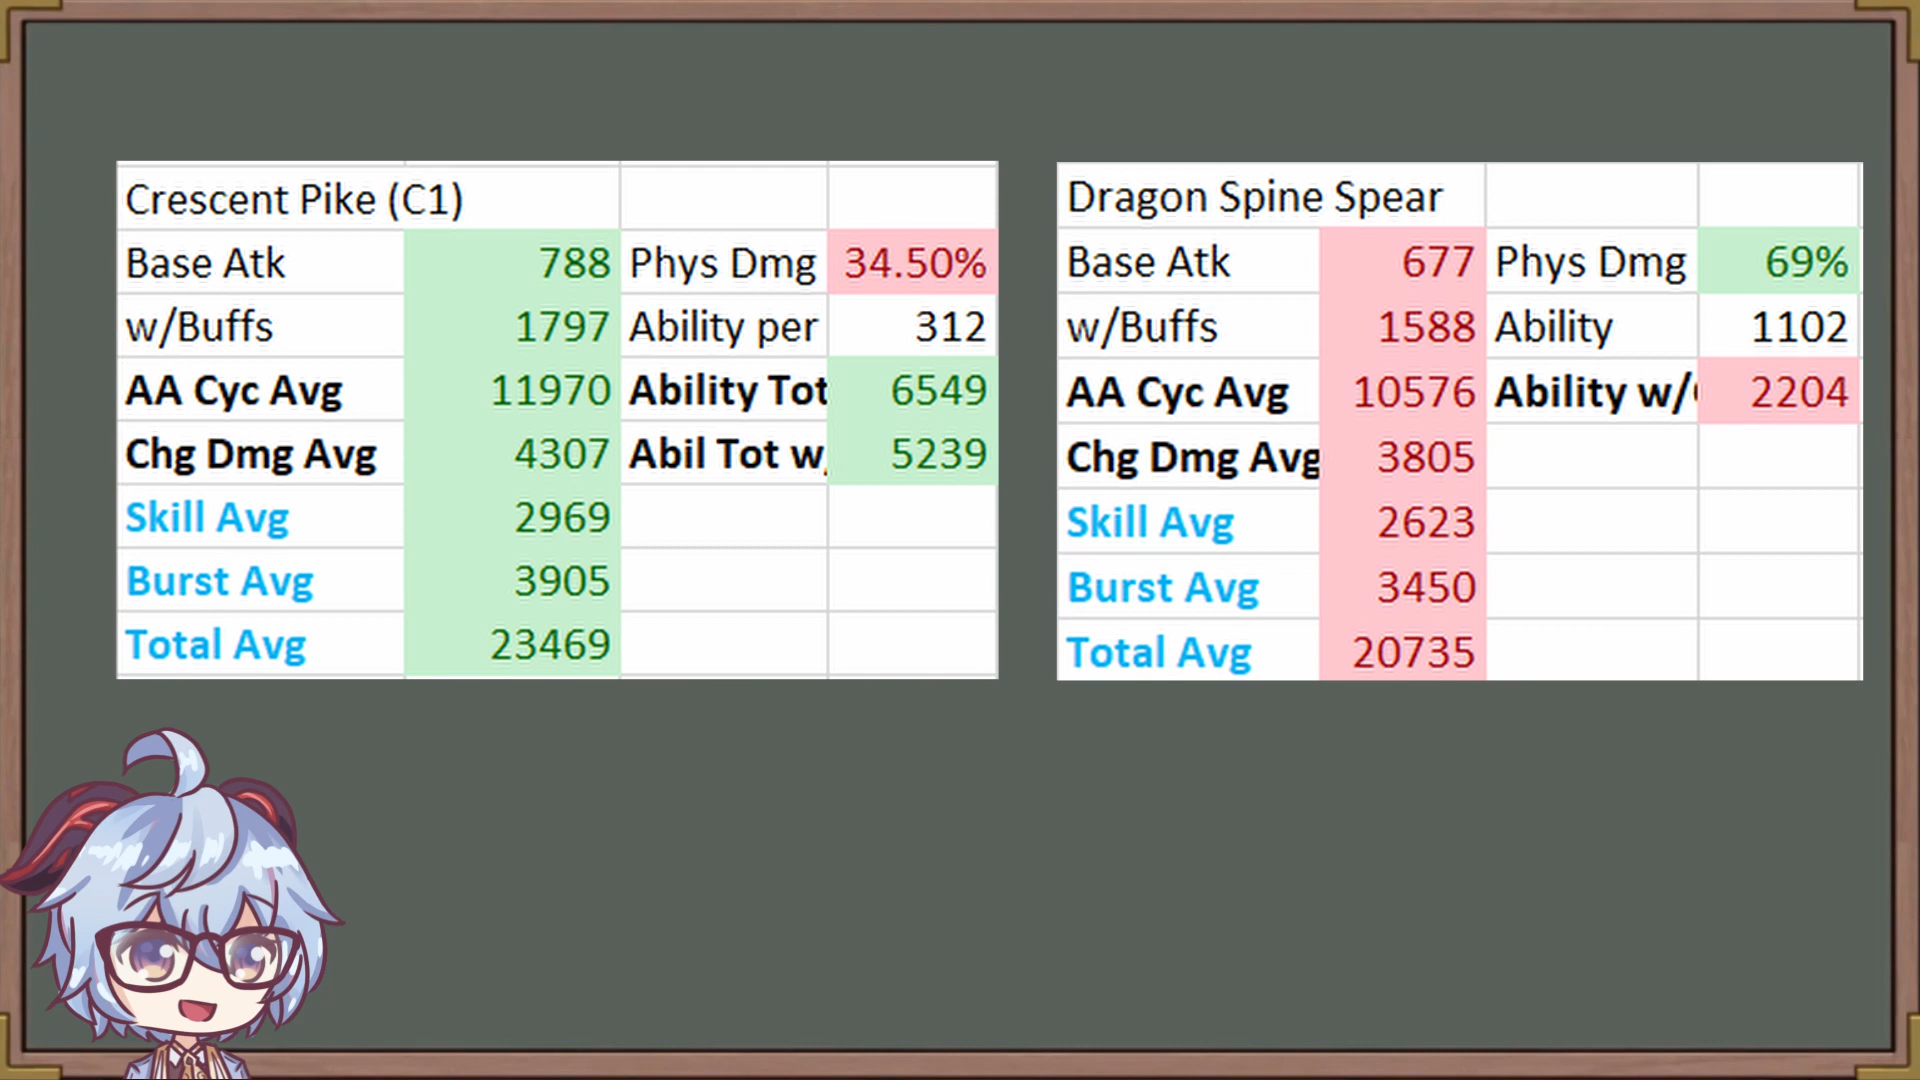 Crescent Pike (C1)
Base Atk 788 Phys Dmg 34.50%
w/Buffs 1797 Ability per 312
AA Cyc Avg 11970 Ability Tot 6549
Chg Dmg Avg 4307 Abil Tot w, 5239
Skill Avg 2969
Burst Avg 3905
Total Avg 23469
Dragon Spine Spear
Base Atk 677 Phys Dmg 69%
w/Buffs 1588 Ability 1102
AA Cyc Avg 10576 Ability w/ 2204
Chg Dmg Avg 3805
Skill Avg 2623
Burst Avg 3450
Total Avg 20735